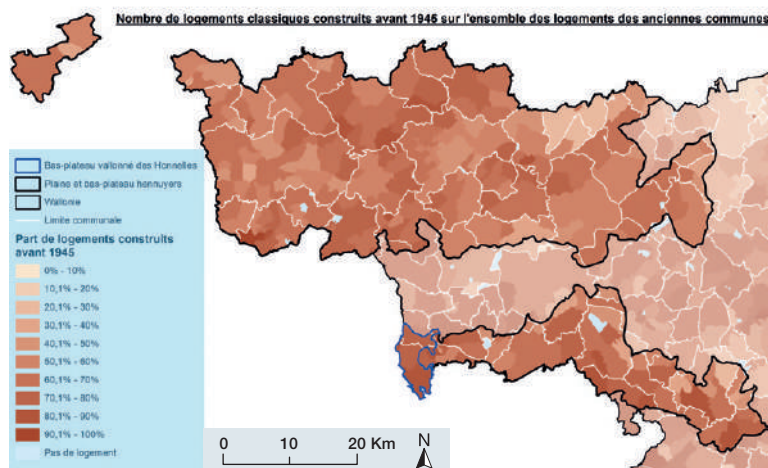 Nombre de logements classiques construits avant 1945 sur l'ensemble des logements des anciennes communes
Bas-plateau vallonné des Honnelles
Plaine et bas-plateau hennuyers
Wallonie
Limite communale
Part de logements construits
avant 1945
0% - 10%
10,1% - 20%
20,1% - 30%
30,1% - 40%
40,1% - 50%
50,1% - 60%
60,1% - 70%
70,1% - 80%
80,1% - 90%
90,1% - 100%
Pas de logement
0 10 20 Km
N